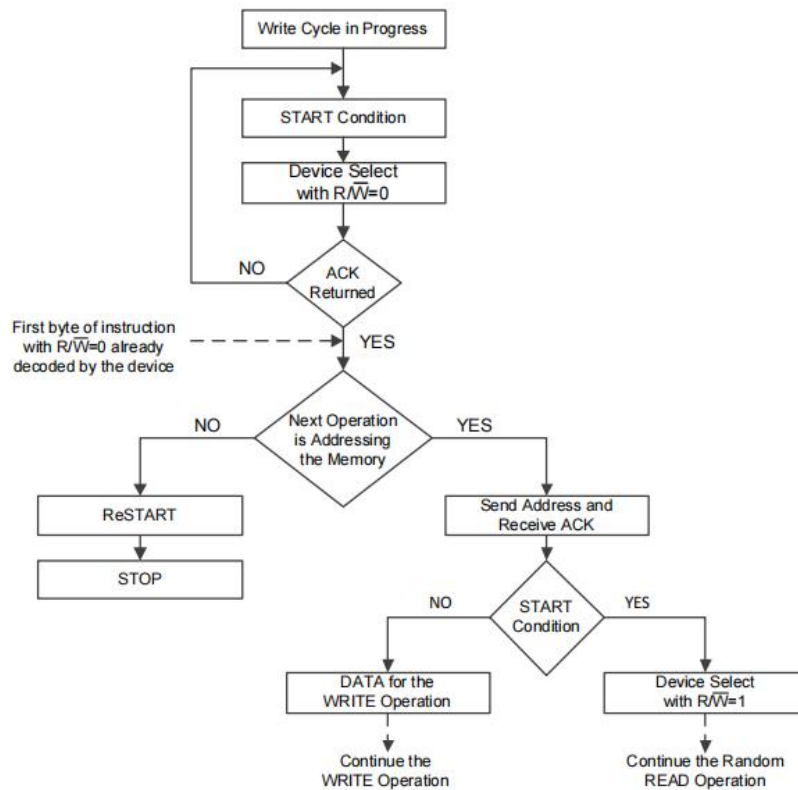 Write Cycle in Progress
START Condition
Device Select
with R/W̅=0
NO
ACK
Returned
First byte of instruction
with R/W̅=0 already
decoded by the device
YES
NO
Next Operation
is Addressing
the Memory
YES
ReSTART
Send Address and
Receive ACK
STOP
NO
START
Condition
YES
DATA for the
WRITE Operation
Device Select
with R/W̅=1
Continue the
WRITE Operation
Continue the Random
READ Operation